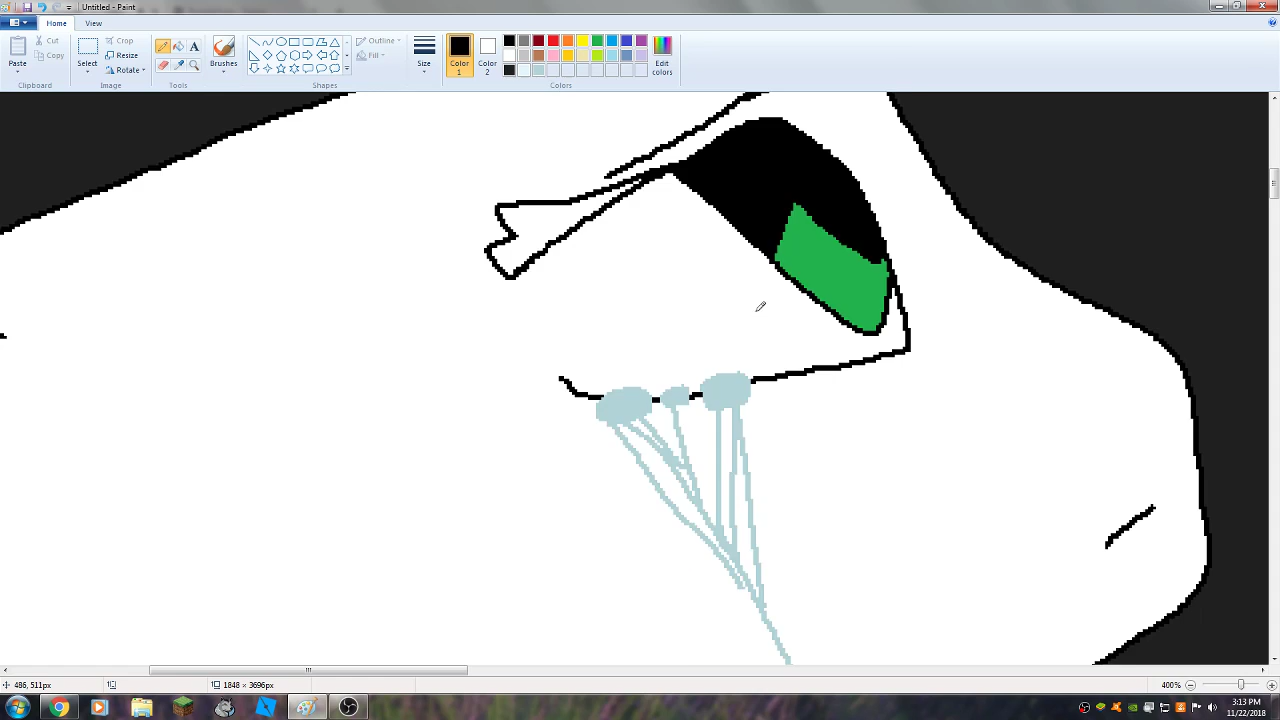 Untitled - Paint
Home
View
Paste
Cut
Copy
Clipboard
Select
Crop
Resize
Rotate
Image
A
Tools
Brushes
Outline
Fill
Shapes
Size
Color
1
Color
2
Edit
colors
Colors
486, 511px
1848 × 3696px
400%
3:13 PM
11/23/2018